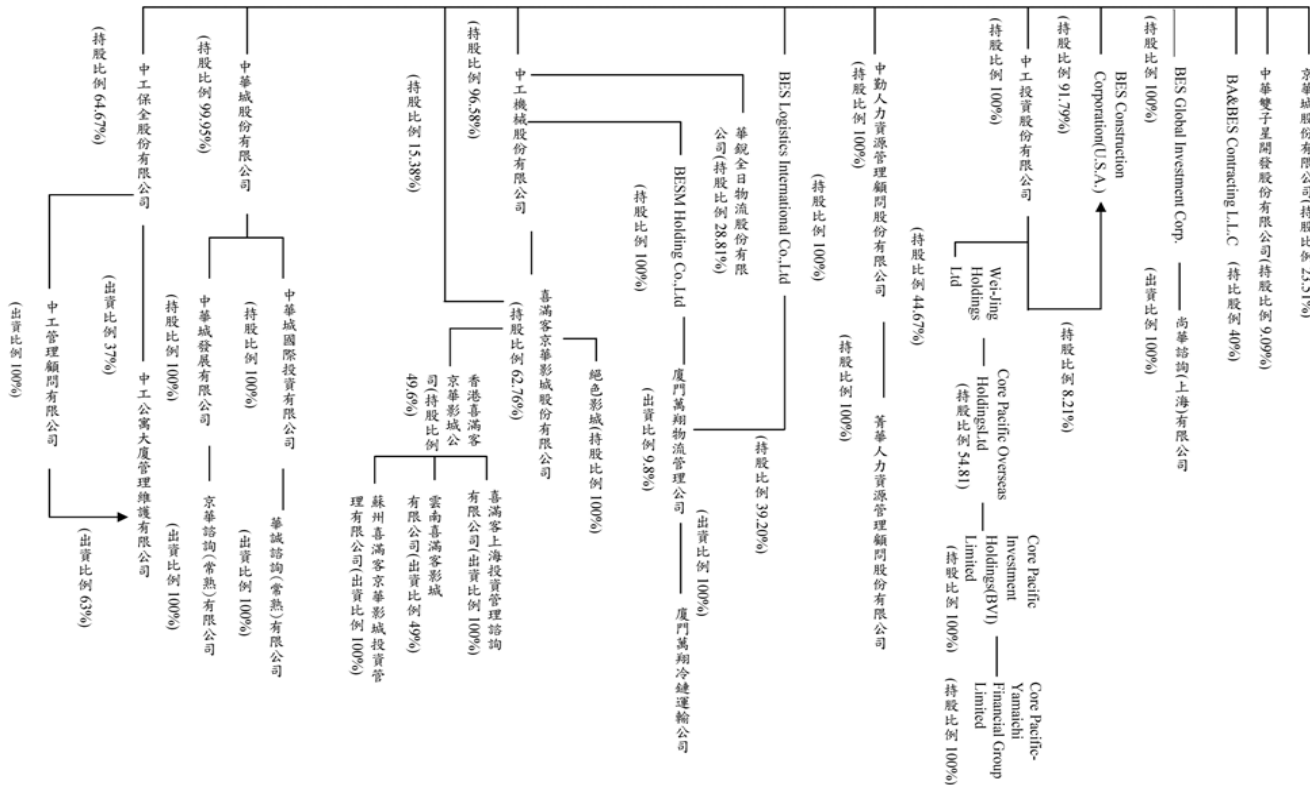 京華城股份有限公司(持股比例 23.51%)
中華雙子星開發股份有限公司(持股比例 9.09%)
BA&BES Contracting L.L.C (持比股例 40%)
BES Global Investment Corp.
(持股比例 100%)
尚華諮詢(上海)有限公司
(出資比例 100%)
BES Construction
Corporation(U.S.A.)
(持股比例 91.79%)
(持股比例 8.21%)
中工投資股份有限公司
(持股比例 100%)
Wei-Jing
Holdings
Ltd
(持股比例 44.67%)
Core Pacific Overseas
HoldingsLtd
(持股比例 54.81)
Core Pacific
Investment
Holdings(BVI)
Limited
(持股比例 100%)
Core Pacific-
Yamaichi
Financial Group
Limited
(持股比例 100%)
中勤人力資源管理顧問股份有限公司
(持股比例 100%)
菁華人力資源管理顧問股份有限公司
(持股比例 100%)
BES Logistics International Co.,Ltd
(持股比例 100%)
(持股比例 39.20%)
中工機械股份有限公司
(持股比例 96.58%)
華銳全日物流股份有限
公司(持股比例 28.81%)
BESM Holding Co.,Ltd
(持股比例 100%)
廈門萬翔物流管理公司
(出資比例 9.8%)
廈門萬翔冷鏈運輸公司
(出資比例 100%)
(持股比例 15.38%)
喜滿客京華影城股份有限公司
(持股比例 62.76%)
絕色影城(持股比例 100%)
香港喜滿客
京華影城公
司(持股比例
49.6%)
喜滿客上海投資管理諮詢
有限公司(出資比例 100%)
雲南喜滿客影城
有限公司(出資比例 49%)
蘇州喜滿客京華影城投資管
理有限公司(出資比例 100%)
中華城股份有限公司
(持股比例 99.95%)
中華城國際投資有限公司
(持股比例 100%)
華誠諮詢(常熟)有限公司
(出資比例 100%)
中華城發展有限公司
(持股比例 100%)
京華諮詢(常熟)有限公司
(出資比例 100%)
中工保全股份有限公司
(持股比例 64.67%)
中工公寓大廈管理維護有限公司
(出資比例 37%)
(出資比例 63%)
中工管理顧問有限公司
(出資比例 100%)